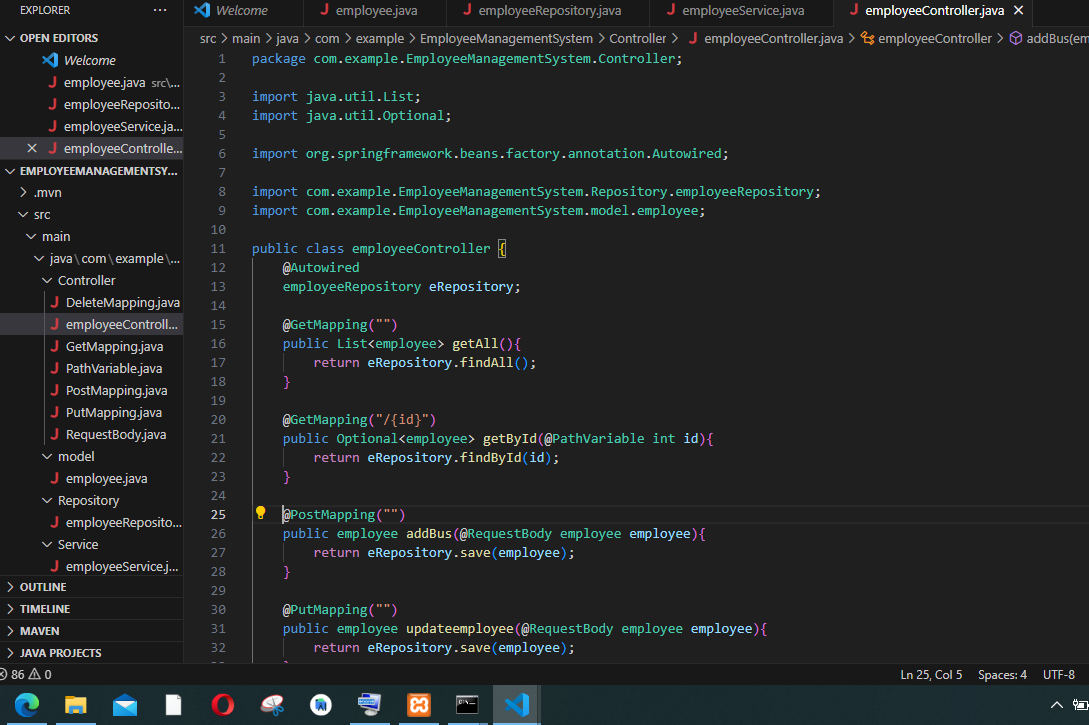 EXPLORER ···
Welcome
employee.java
employeeRepository.java
employeeService.java
employeeController.java
OPEN EDITORS
Welcome
employee.java src\...
employeeReposito...
employeeService.ja...
employeeControlle...
EMPLOYEEMANAGEMENTSY...
.mvn
src
main
java\com\example\...
Controller
DeleteMapping.java
employeeControll...
GetMapping.java
PathVariable.java
PostMapping.java
PutMapping.java
RequestBody.java
model
employee.java
Repository
employeeReposito...
Service
employeeService.j...
OUTLINE
TIMELINE
MAVEN
JAVA PROJECTS
src > main > java > com > example > EmployeeManagementSystem > Controller > employeeController.java > employeeController > addBus(em
1 package com.example.EmployeeManagementSystem.Controller;
2
3 import java.util.List;
4 import java.util.Optional;
5
6 import org.springframework.beans.factory.annotation.Autowired;
7
8 import com.example.EmployeeManagementSystem.Repository.employeeRepository;
9 import com.example.EmployeeManagementSystem.model.employee;
10
11 public class employeeController {
12 @Autowired
13 employeeRepository eRepository;
14
15 @GetMapping("")
16 public List<employee> getAll(){
17 return eRepository.findAll();
18 }
19
20 @GetMapping("/{id}")
21 public Optional<employee> getById(@PathVariable int id){
22 return eRepository.findById(id);
23 }
24
25 @PostMapping("")
26 public employee addBus(@RequestBody employee employee){
27 return eRepository.save(employee);
28 }
29
30 @PutMapping("")
31 public employee updateemployee(@RequestBody employee employee){
32 return eRepository.save(employee);
86 0
Ln 25, Col 5 Spaces: 4 UTF-8